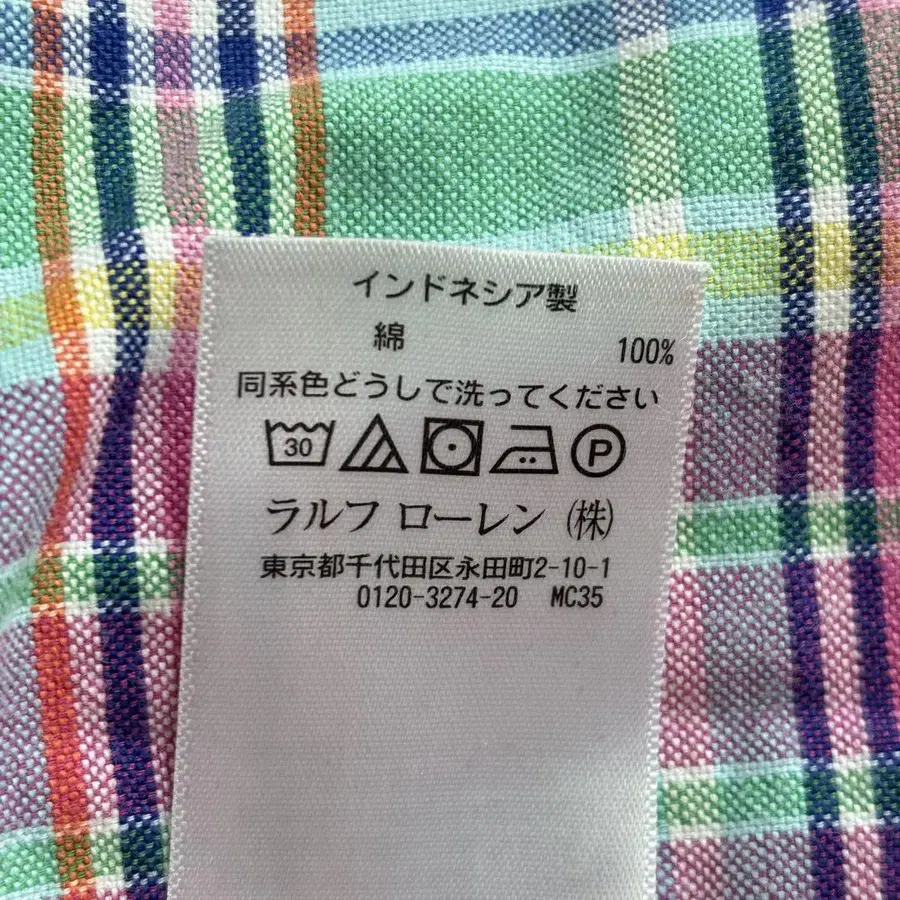 インドネシア製
綿 100%
同系色どうしで洗ってください
30 P
ラルフ ローレン (株)
東京都千代田区永田町2-10-1
0120-3274-20 MC35